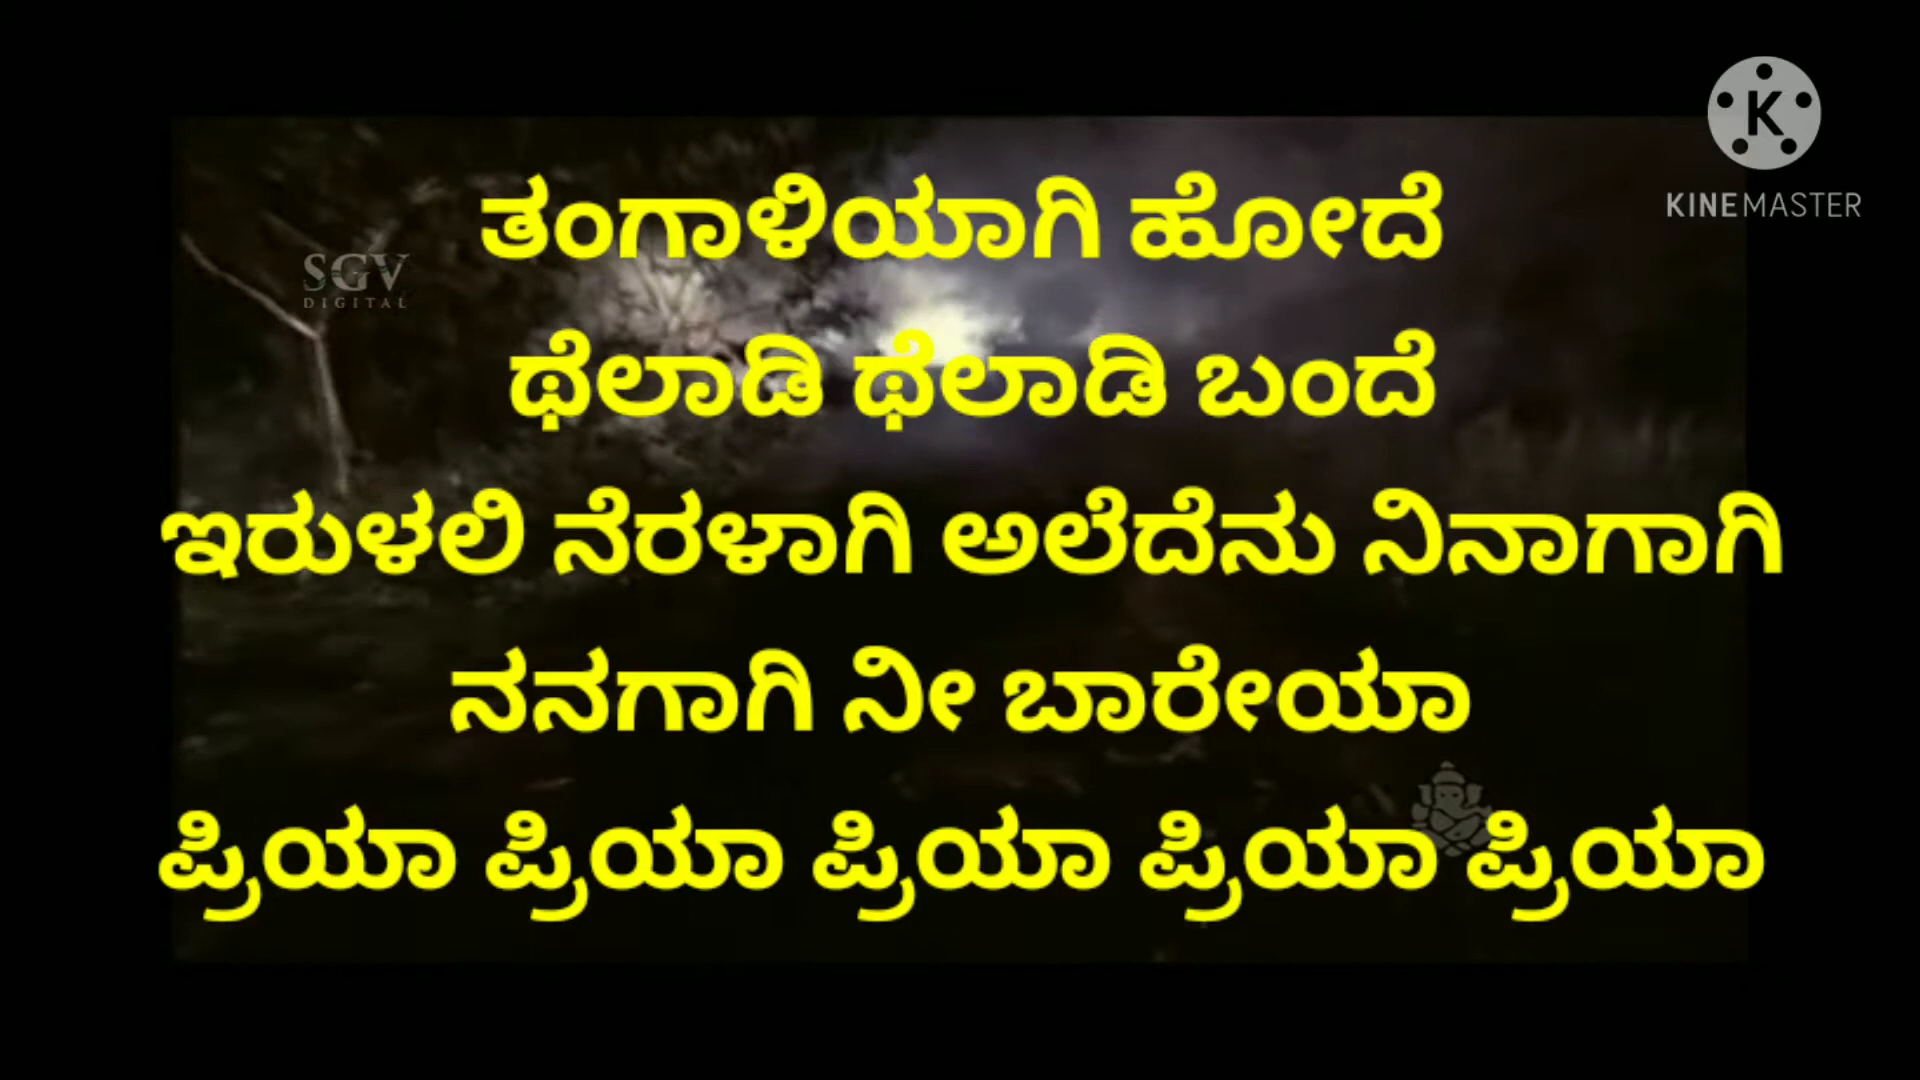 KINEMASTER
SGV
DIGITAL
ತಂಗಾಳಿಯಾಗಿ ಹೋದೆ
ಥೆಲಾಡಿ ಥೆಲಾಡಿ ಬಂದೆ
ಇರುಳಲಿ ನೆರಳಾಗಿ ಅಲೆದೆನು ನಿನಾಗಾಗಿ
ನನಗಾಗಿ ನೀ ಬಾರೇಯಾ
ಪ್ರಿಯಾ ಪ್ರಿಯಾ ಪ್ರಿಯಾ ಪ್ರಿಯಾ ಪ್ರಿಯಾ